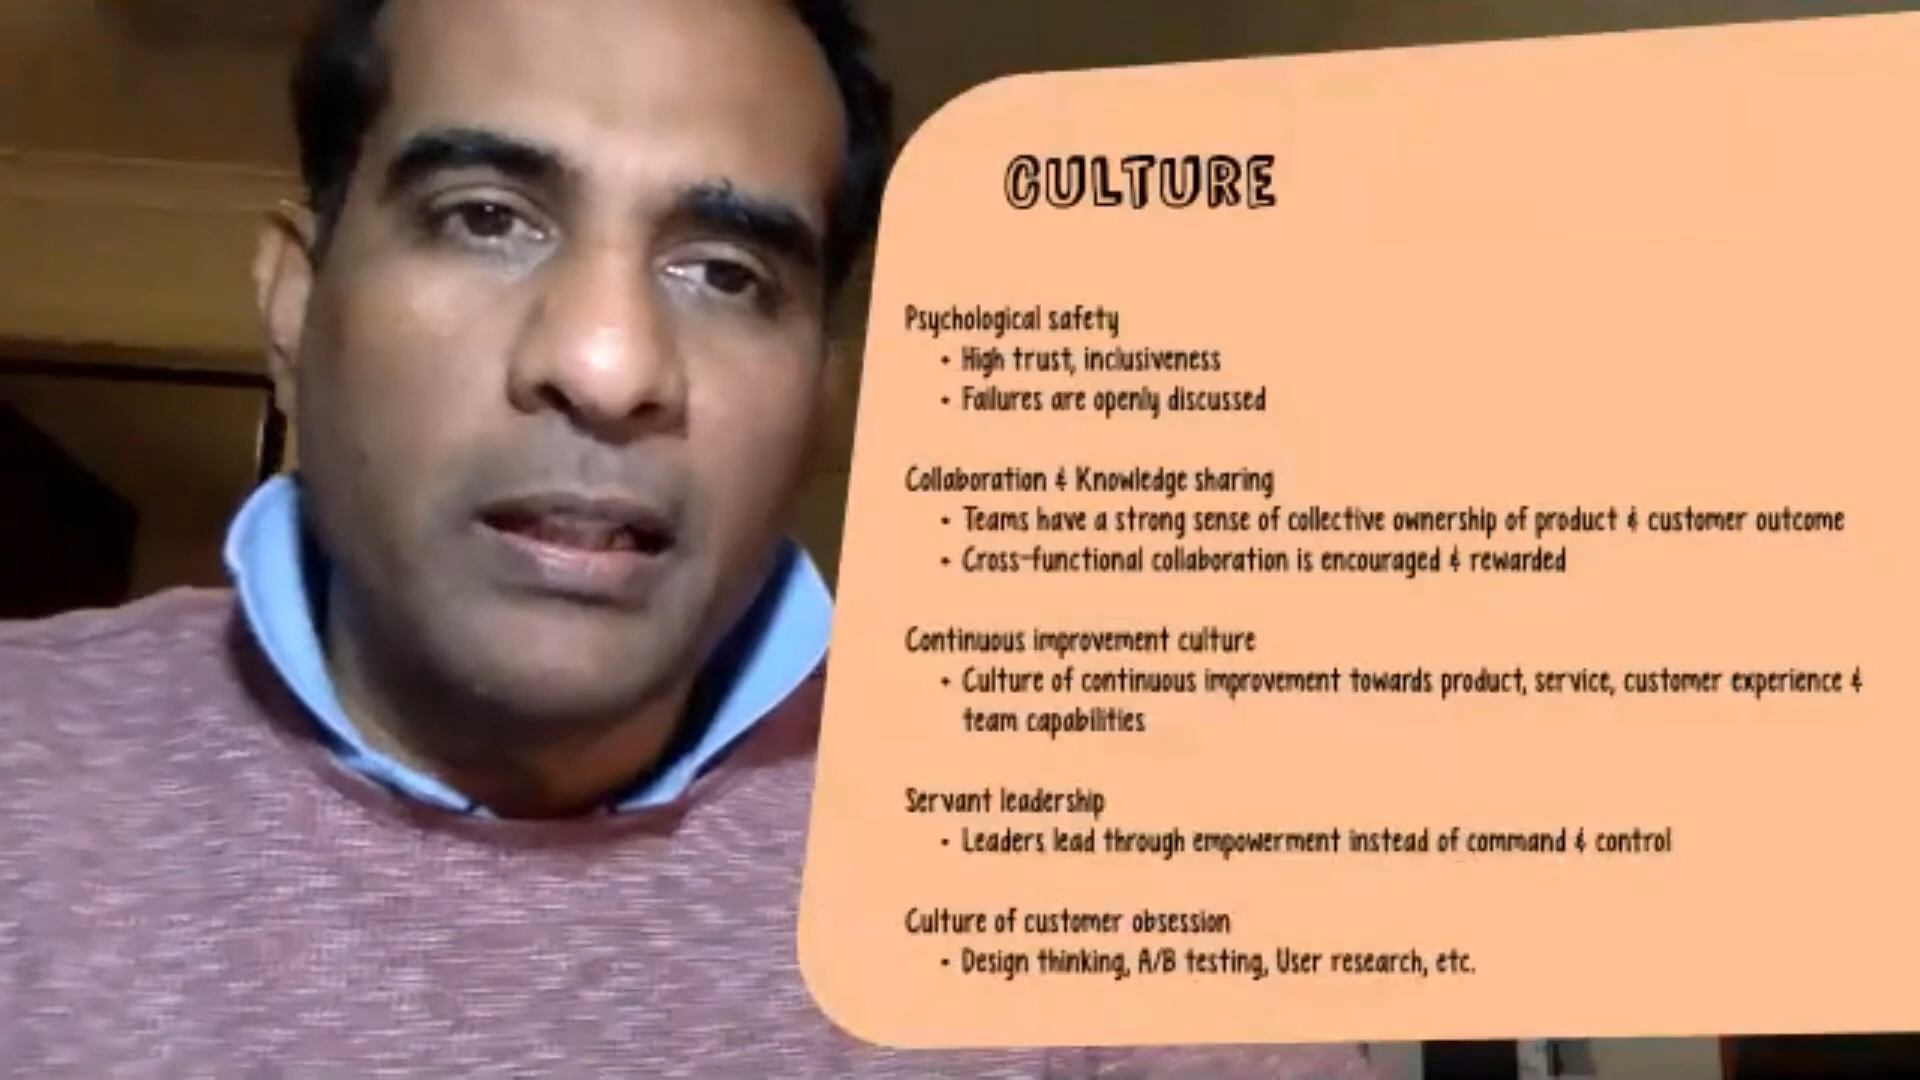 CULTURE
Psychological safety
• High trust, inclusiveness
• Failures are openly discussed
Collaboration & Knowledge sharing
• Teams have a strong sense of collective ownership of product & customer outcome
• Cross-functional collaboration is encouraged & rewarded
Continuous improvement culture
• Culture of continuous improvement towards product, service, customer experience &
team capabilities
Servant leadership
• Leaders lead through empowerment instead of command & control
Culture of customer obsession
• Design thinking, A/B testing, User research, etc.